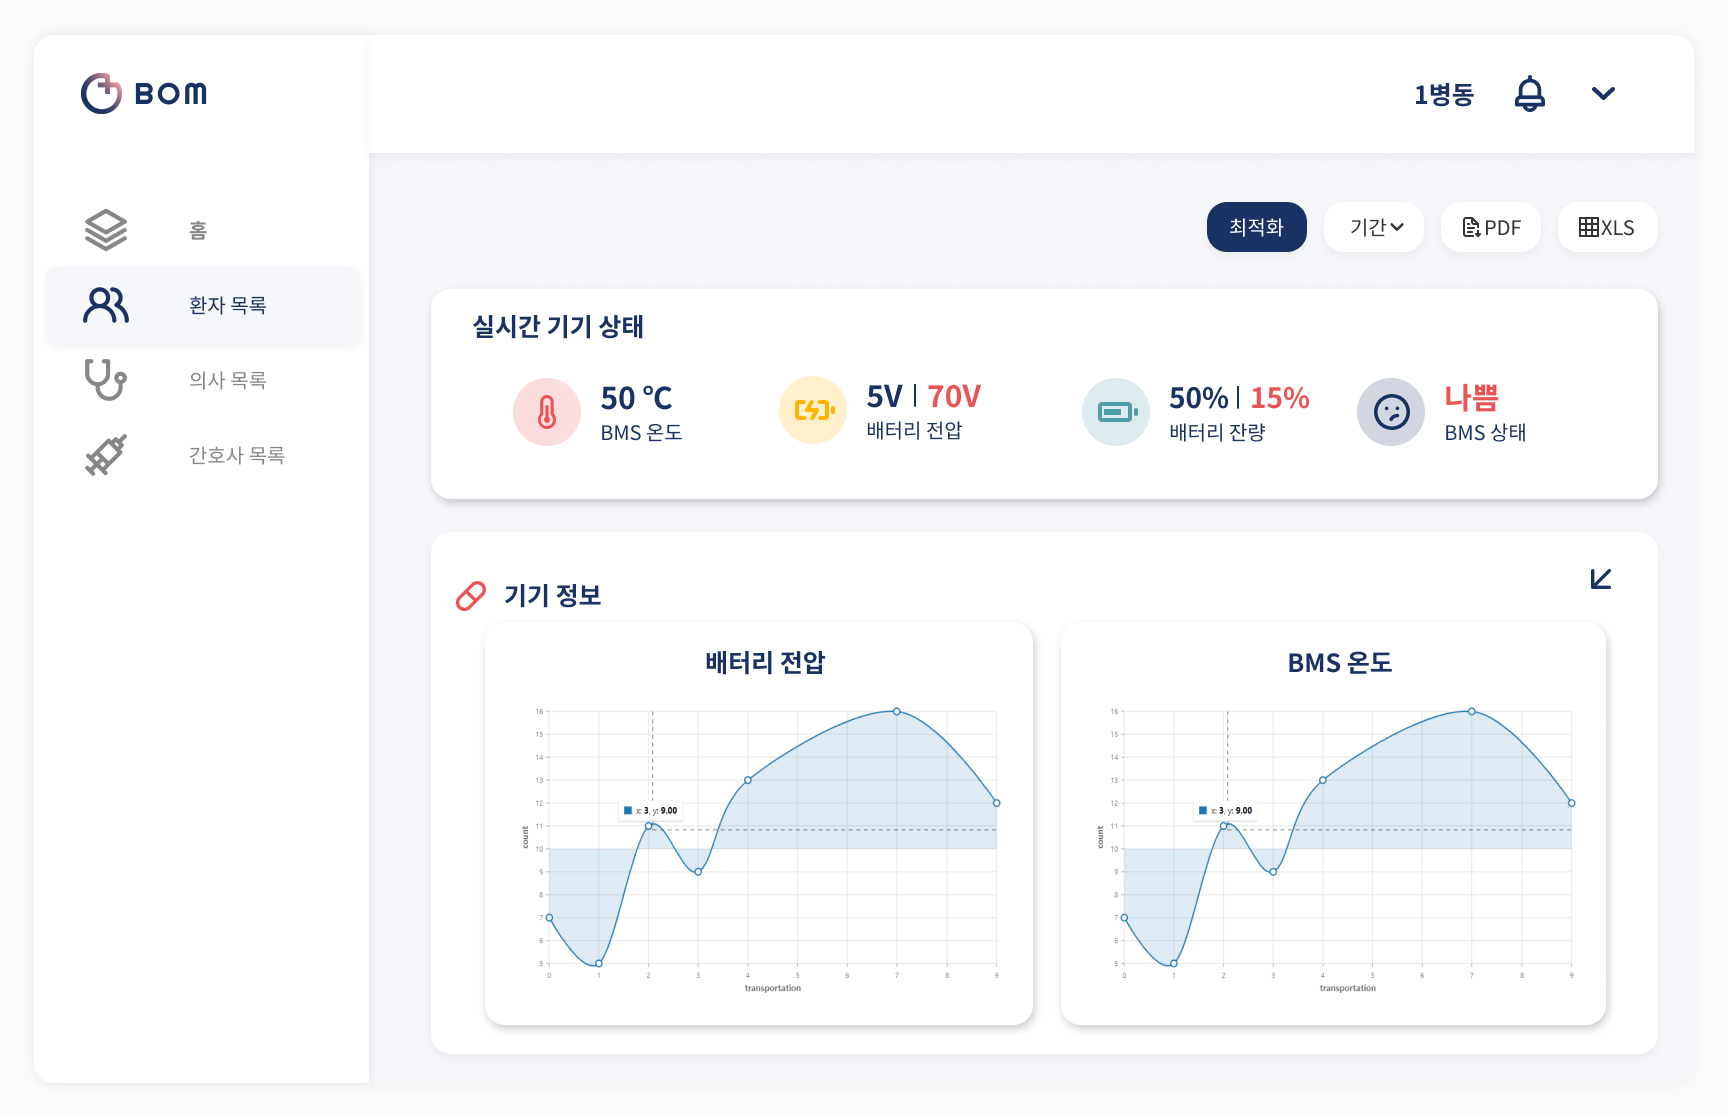 BOM
1병동
홈
환자 목록
의사 목록
간호사 목록
최적화
기간
PDF
XLS
실시간 기기 상태
50 ℃
BMS 온도
5V | 70V
배터리 전압
50% | 15%
배터리 잔량
나쁨
BMS 상태
기기 정보
배터리 전압
16
15
14
13
12
11
10
9
8
7
6
5
count
x: 3, y: 9.00
0 1 2 3 4 5 6 7 8 9
transportation
BMS 온도
16
15
14
13
12
11
10
9
8
7
6
5
count
x: 3, y: 9.00
0 1 2 3 4 5 6 7 8 9
transportation